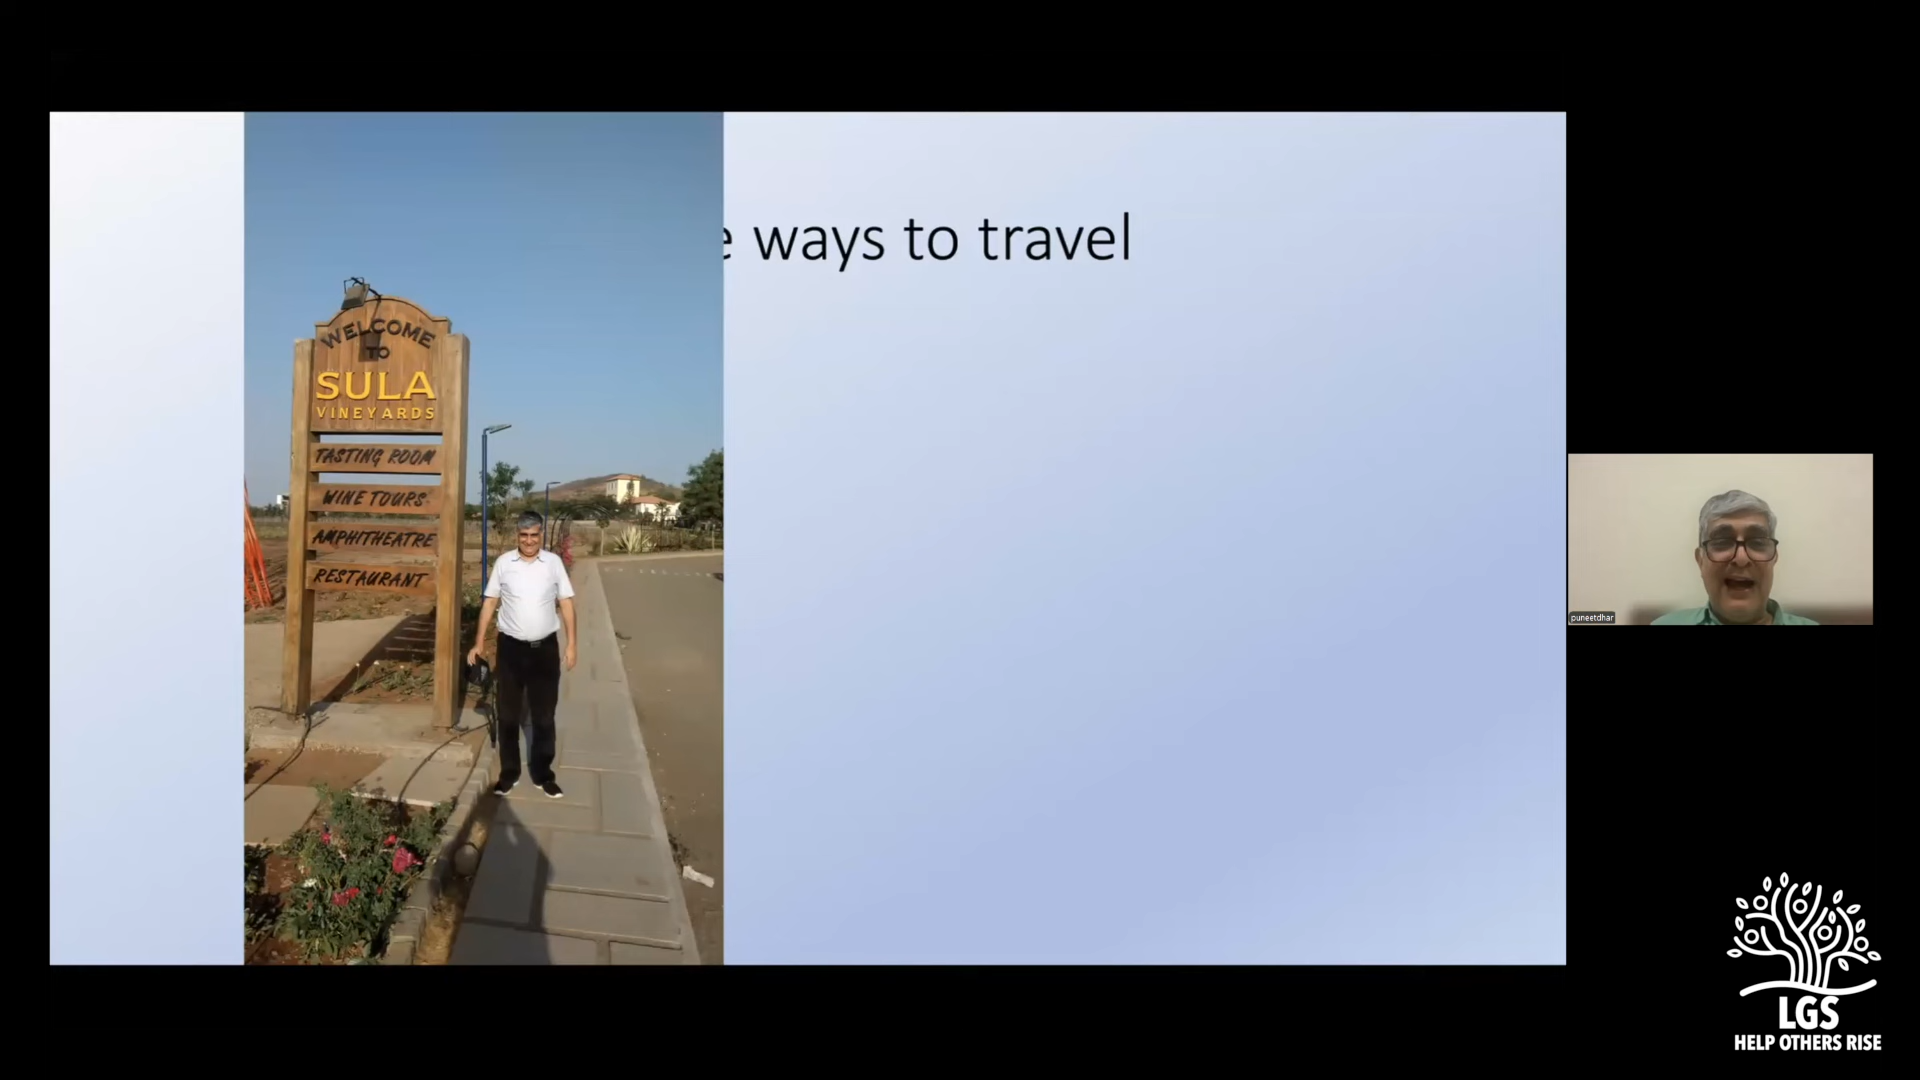 e ways to travel
WELCOME
TO
SULA
VINEYARDS
TASTING ROOM
WINE TOURS
AMPHITHEATRE
RESTAURANT
puneetdhar
LGS
HELP OTHERS RISE